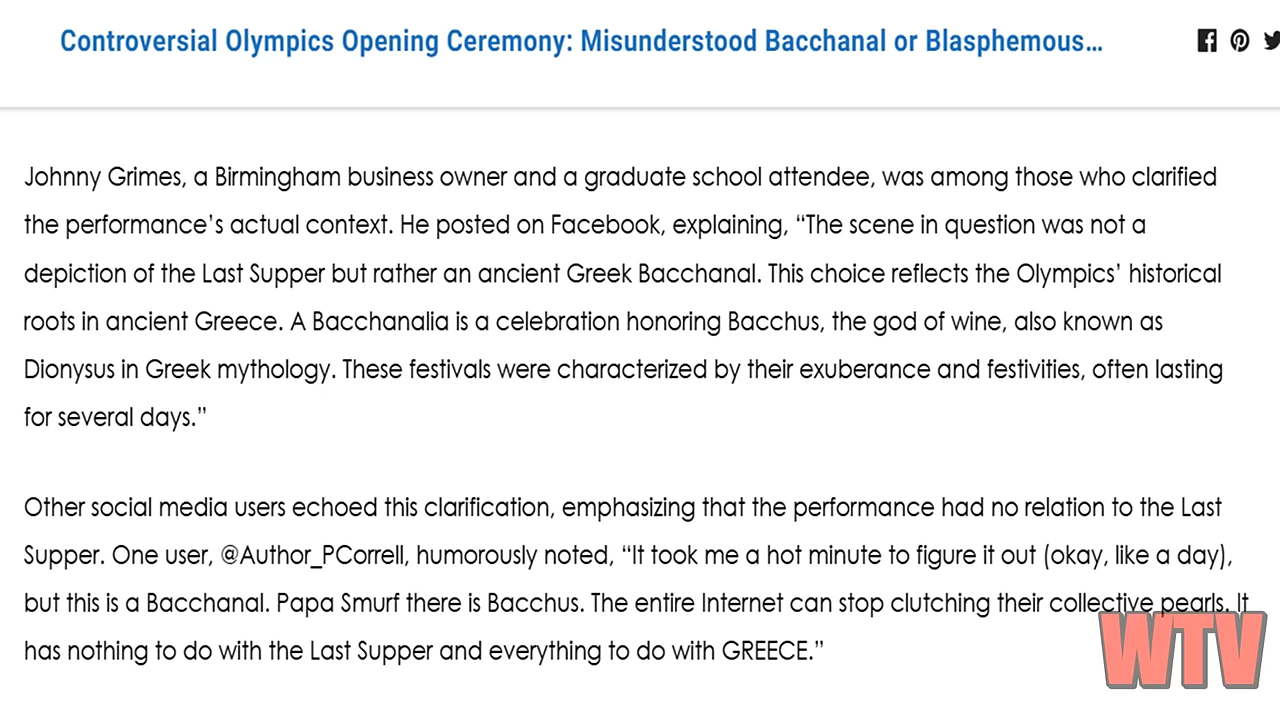 Controversial Olympics Opening Ceremony: Misunderstood Bacchanal or Blasphemous...
Johnny Grimes, a Birmingham business owner and a graduate school attendee, was among those who clarified
the performance’s actual context. He posted on Facebook, explaining, “The scene in question was not a
depiction of the Last Supper but rather an ancient Greek Bacchanal. This choice reflects the Olympics’ historical
roots in ancient Greece. A Bacchanalia is a celebration honoring Bacchus, the god of wine, also known as
Dionysus in Greek mythology. These festivals were characterized by their exuberance and festivities, often lasting
for several days.”
Other social media users echoed this clarification, emphasizing that the performance had no relation to the Last
Supper. One user, @Author_PCorrell, humorously noted, “It took me a hot minute to figure it out (okay, like a day),
but this is a Bacchanal. Papa Smurf there is Bacchus. The entire Internet can stop clutching their collective pearls. It
has nothing to do with the Last Supper and everything to do with GREECE.”
WTV